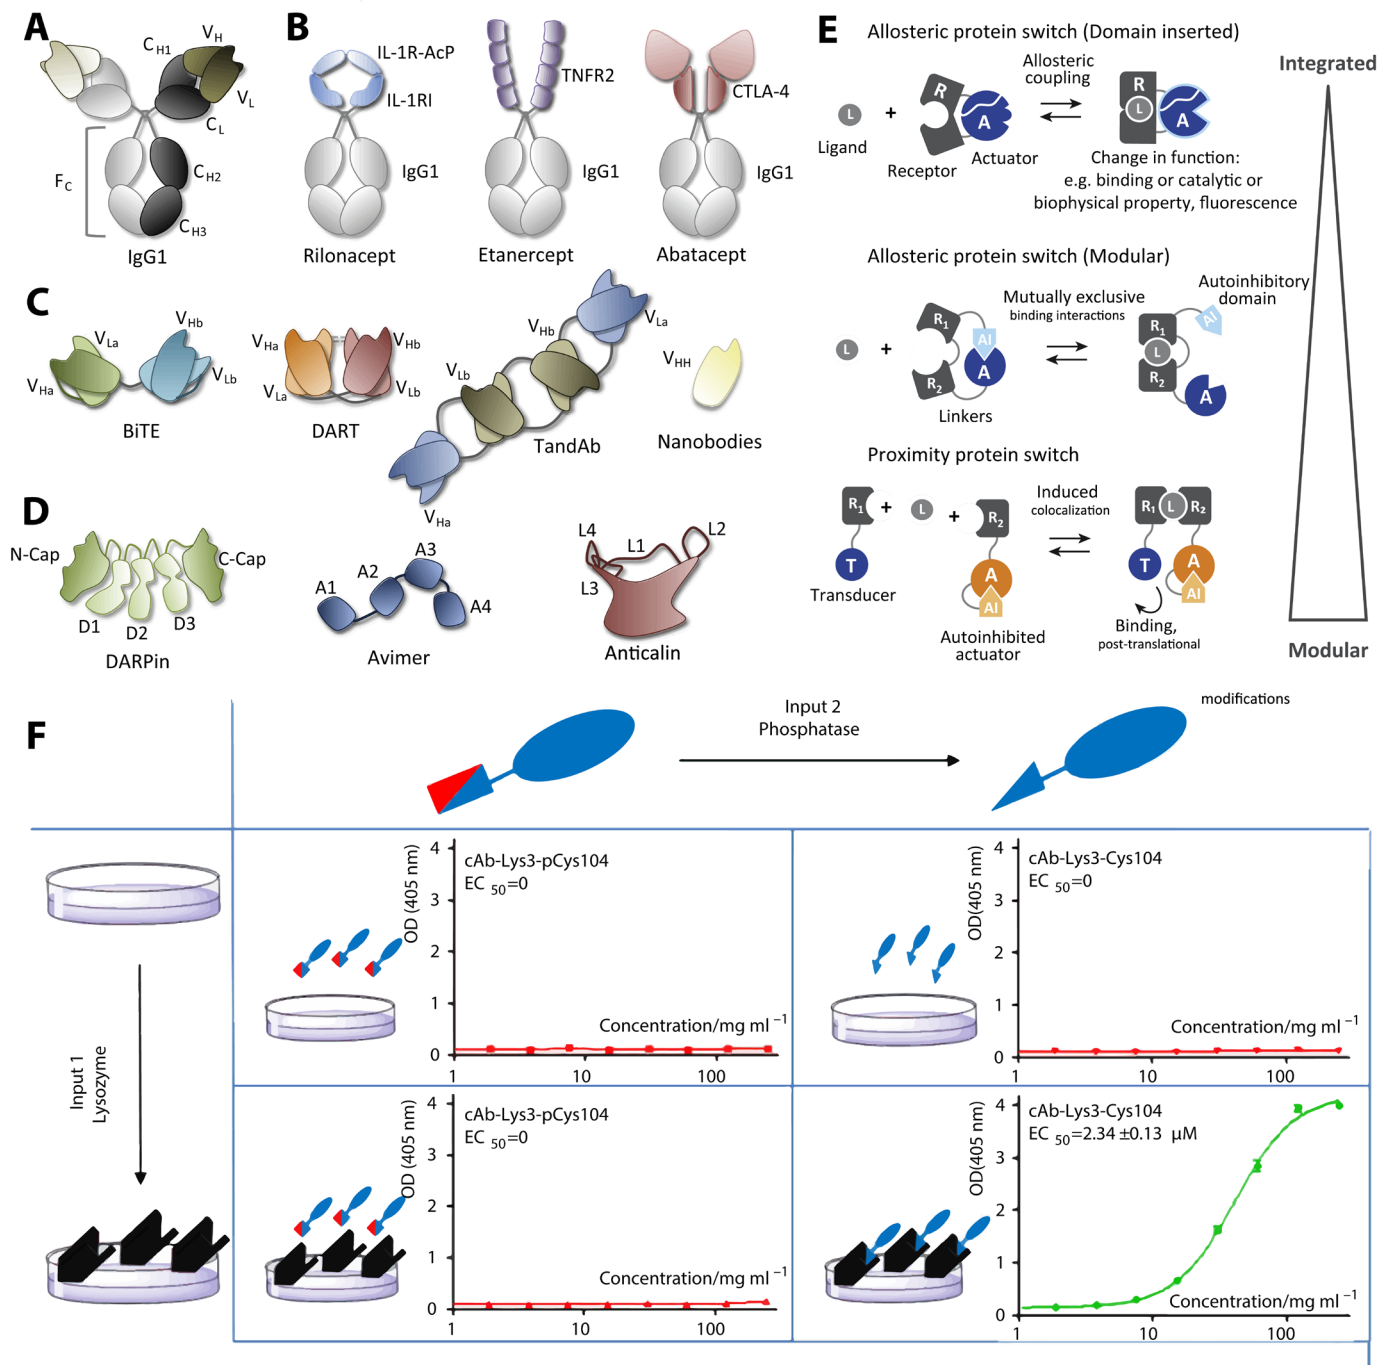 A
C H1
V H
V L
C L
F C
C H2
C H3
IgG1
B
IL-1R-AcP
IL-1RI
IgG1
Rilonacept
TNFR2
IgG1
Etanercept
CTLA-4
IgG1
Abatacept
C
V La
V Hb
V Ha
V Lb
BiTE
V Ha
V Hb
V La
V Lb
DART
V La
V Hb
V Lb
V Ha
TandAb
V HH
Nanobodies
D
N-Cap
C-Cap
D1
D2
D3
DARPin
A1
A2
A3
A4
Avimer
L4
L1
L2
L3
Anticalin
E
Allosteric protein switch (Domain inserted)
Allosteric
coupling
L
+
R
A
R
L
A
Ligand
Receptor
Actuator
Change in function:
e.g. binding or catalytic or
biophysical property, fluorescence
Allosteric protein switch (Modular)
Mutually exclusive
binding interactions
Autoinhibitory
domain
L
+
R1
R2
AI
A
R1
L
R2
AI
A
Linkers
Proximity protein switch
R1
+
L
+
R2
T
A
AI
Induced
colocalization
R1
L
R2
T
A
AI
Transducer
Autoinhibited
actuator
Binding,
post-translational
modifications
Integrated
Modular
F
Input 2
Phosphatase
Input 1
Lysozyme
cAb-Lys3-pCys104
EC 50=0
OD (405 nm)
4
3
2
1
0
Concentration/mg ml −1
1
10
100
cAb-Lys3-Cys104
EC 50=0
OD(405 nm)
4
3
2
1
0
Concentration/mg ml −1
1
10
100
cAb-Lys3-pCys104
EC 50=0
OD (405 nm)
4
3
2
1
0
Concentration/mg ml −1
1
10
100
cAb-Lys3-Cys104
EC 50=2.34 ±0.13 μM
OD(405 nm)
4
3
2
1
0
Concentration/mg ml −1
1
10
100